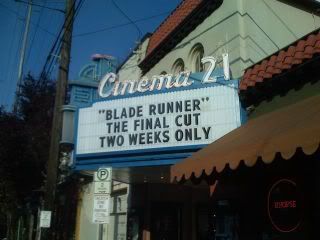 Cinema 21
"BLADE RUNNER"
THE FINAL CUT
TWO WEEKS ONLY
P